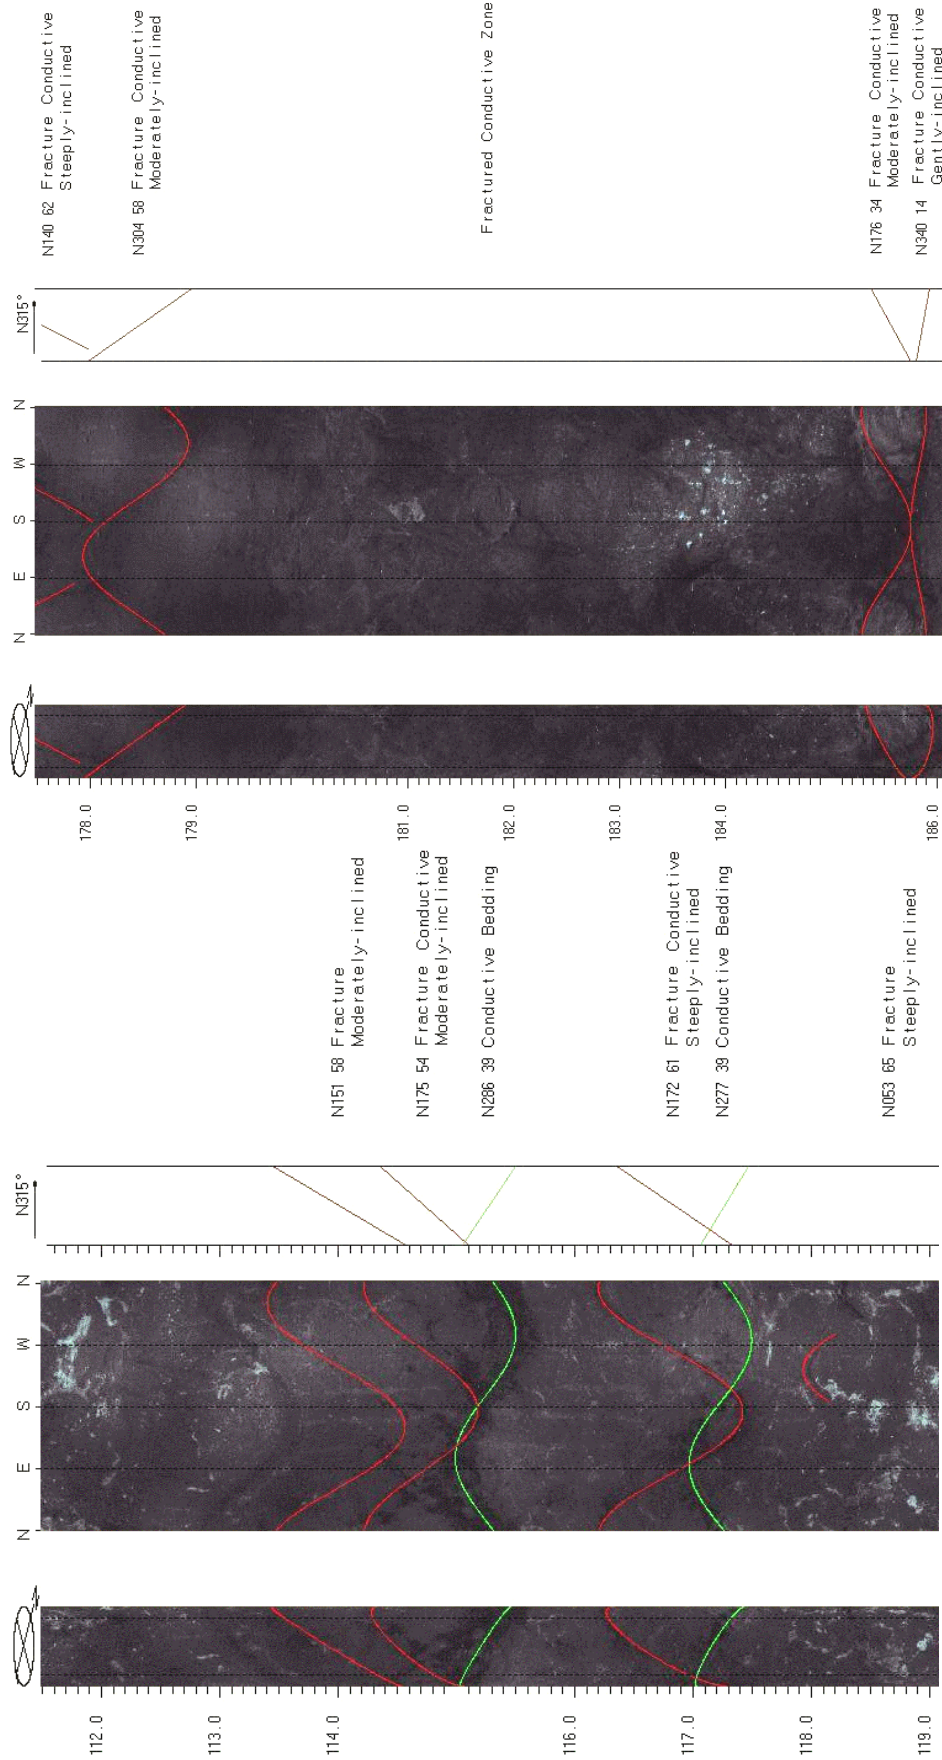 N140 62 Fracture Conductive
Steeply-inclined
N304 58 Fracture Conductive
Moderately-inclined
Fractured Conductive Zone
N176 34 Fracture Conductive
Moderately-inclined
N340 14 Fracture Conductive
Gently-inclined
N315°
N
E
S
W
N
178.0
179.0
181.0
182.0
183.0
184.0
186.0
N151 58 Fracture
Moderately-inclined
N175 54 Fracture Conductive
Moderately-inclined
N286 39 Conductive Bedding
N172 61 Fracture Conductive
Steeply-inclined
N277 39 Conductive Bedding
N053 65 Fracture
Steeply-inclined
N315°
N
E
S
W
N
112.0
113.0
114.0
116.0
117.0
118.0
119.0